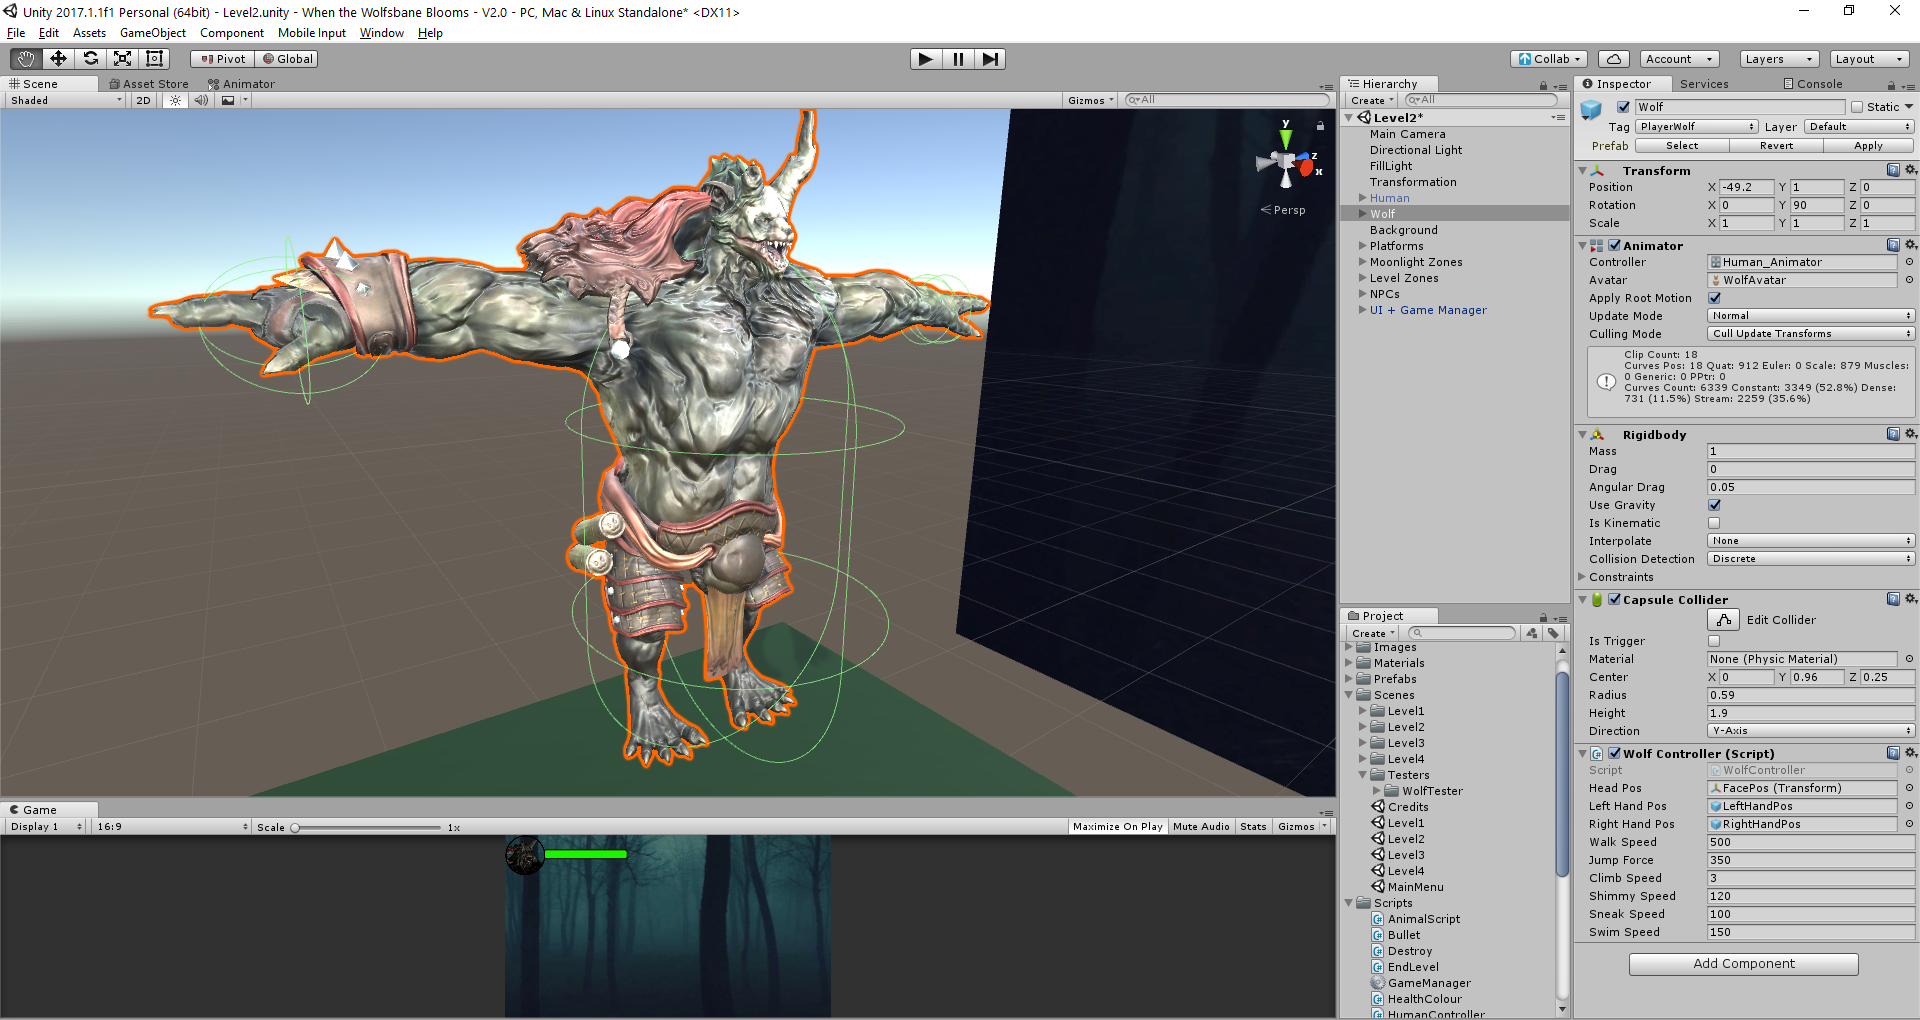 Unity 2017.1.1f1 Personal (64bit) - Level2.unity - When the Wolfsbane Blooms - V2.0 - PC, Mac & Linux Standalone* <DX11>
File Edit Assets GameObject Component Mobile Input Window Help
Pivot Global Collab Account Layers Layout
Scene Asset Store Animator
Shaded 2D Gizmos All
y z x
Persp
Game
Display 1 16:9 Scale 1x Maximize On Play Mute Audio Stats Gizmos
Hierarchy
Create All
Level2*
Main Camera
Directional Light
FillLight
Transformation
Human
Wolf
Background
Platforms
Moonlight Zones
Level Zones
NPCs
UI + Game Manager
Project
Create
Images
Materials
Prefabs
Scenes
Level1
Level2
Level3
Level4
Testers
WolfTester
Credits
Level1
Level2
Level3
Level4
MainMenu
Scripts
AnimalScript
Bullet
Destroy
EndLevel
GameManager
HealthColour
HumanController
Inspector Services Console
Wolf Static
Tag PlayerWolf Layer Default
Prefab Select Revert Apply
Transform
Position X -49.2 Y 1 Z 0
Rotation X 0 Y 90 Z 0
Scale X 1 Y 1 Z 1
Animator
Controller Human_Animator
Avatar WolfAvatar
Apply Root Motion
Update Mode Normal
Culling Mode Cull Update Transforms
Clip Count: 18
Curves Pos: 18 Quat: 912 Euler: 0 Scale: 879 Muscles:
0 Generic: 0 PPtr: 0
Curves Count: 6339 Constant: 3349 (52.8%) Dense:
731 (11.5%) Stream: 2259 (35.6%)
Rigidbody
Mass 1
Drag 0
Angular Drag 0.05
Use Gravity
Is Kinematic
Interpolate None
Collision Detection Discrete
Constraints
Capsule Collider
Edit Collider
Is Trigger
Material None (Physic Material)
Center X 0 Y 0.96 Z 0.25
Radius 0.59
Height 1.9
Direction Y-Axis
Wolf Controller (Script)
Script WolfController
Head Pos FacePos (Transform)
Left Hand Pos LeftHandPos
Right Hand Pos RightHandPos
Walk Speed 500
Jump Force 350
Climb Speed 3
Shimmy Speed 120
Sneak Speed 100
Swim Speed 150
Add Component